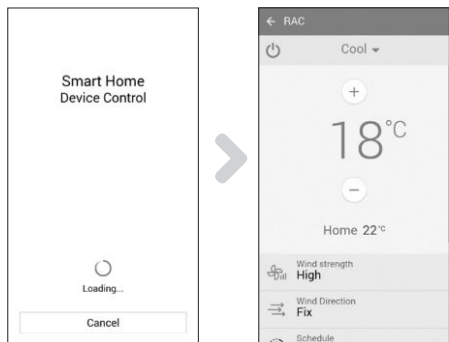 Smart Home
Device Control
Loading...
Cancel
← RAC
Cool
+
18°C
−
Home 22°C
Wind strength
High
Wind Direction
Fix
Schedule